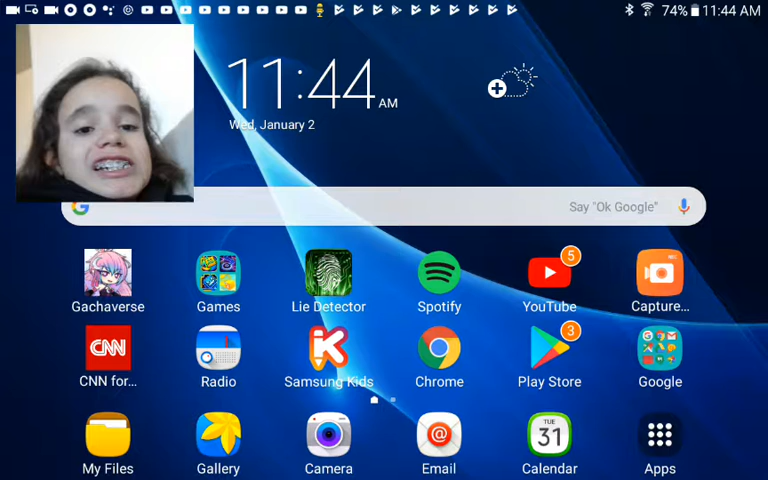 74% 11:44 AM
11:44 AM
Wed, January 2
Say "Ok Google"
5
Gachaverse Games Lie Detector Spotify YouTube Capture...
CNN
3
CNN for... Radio Samsung Kids Chrome Play Store Google
TUE
31
My Files Gallery Camera Email Calendar Apps